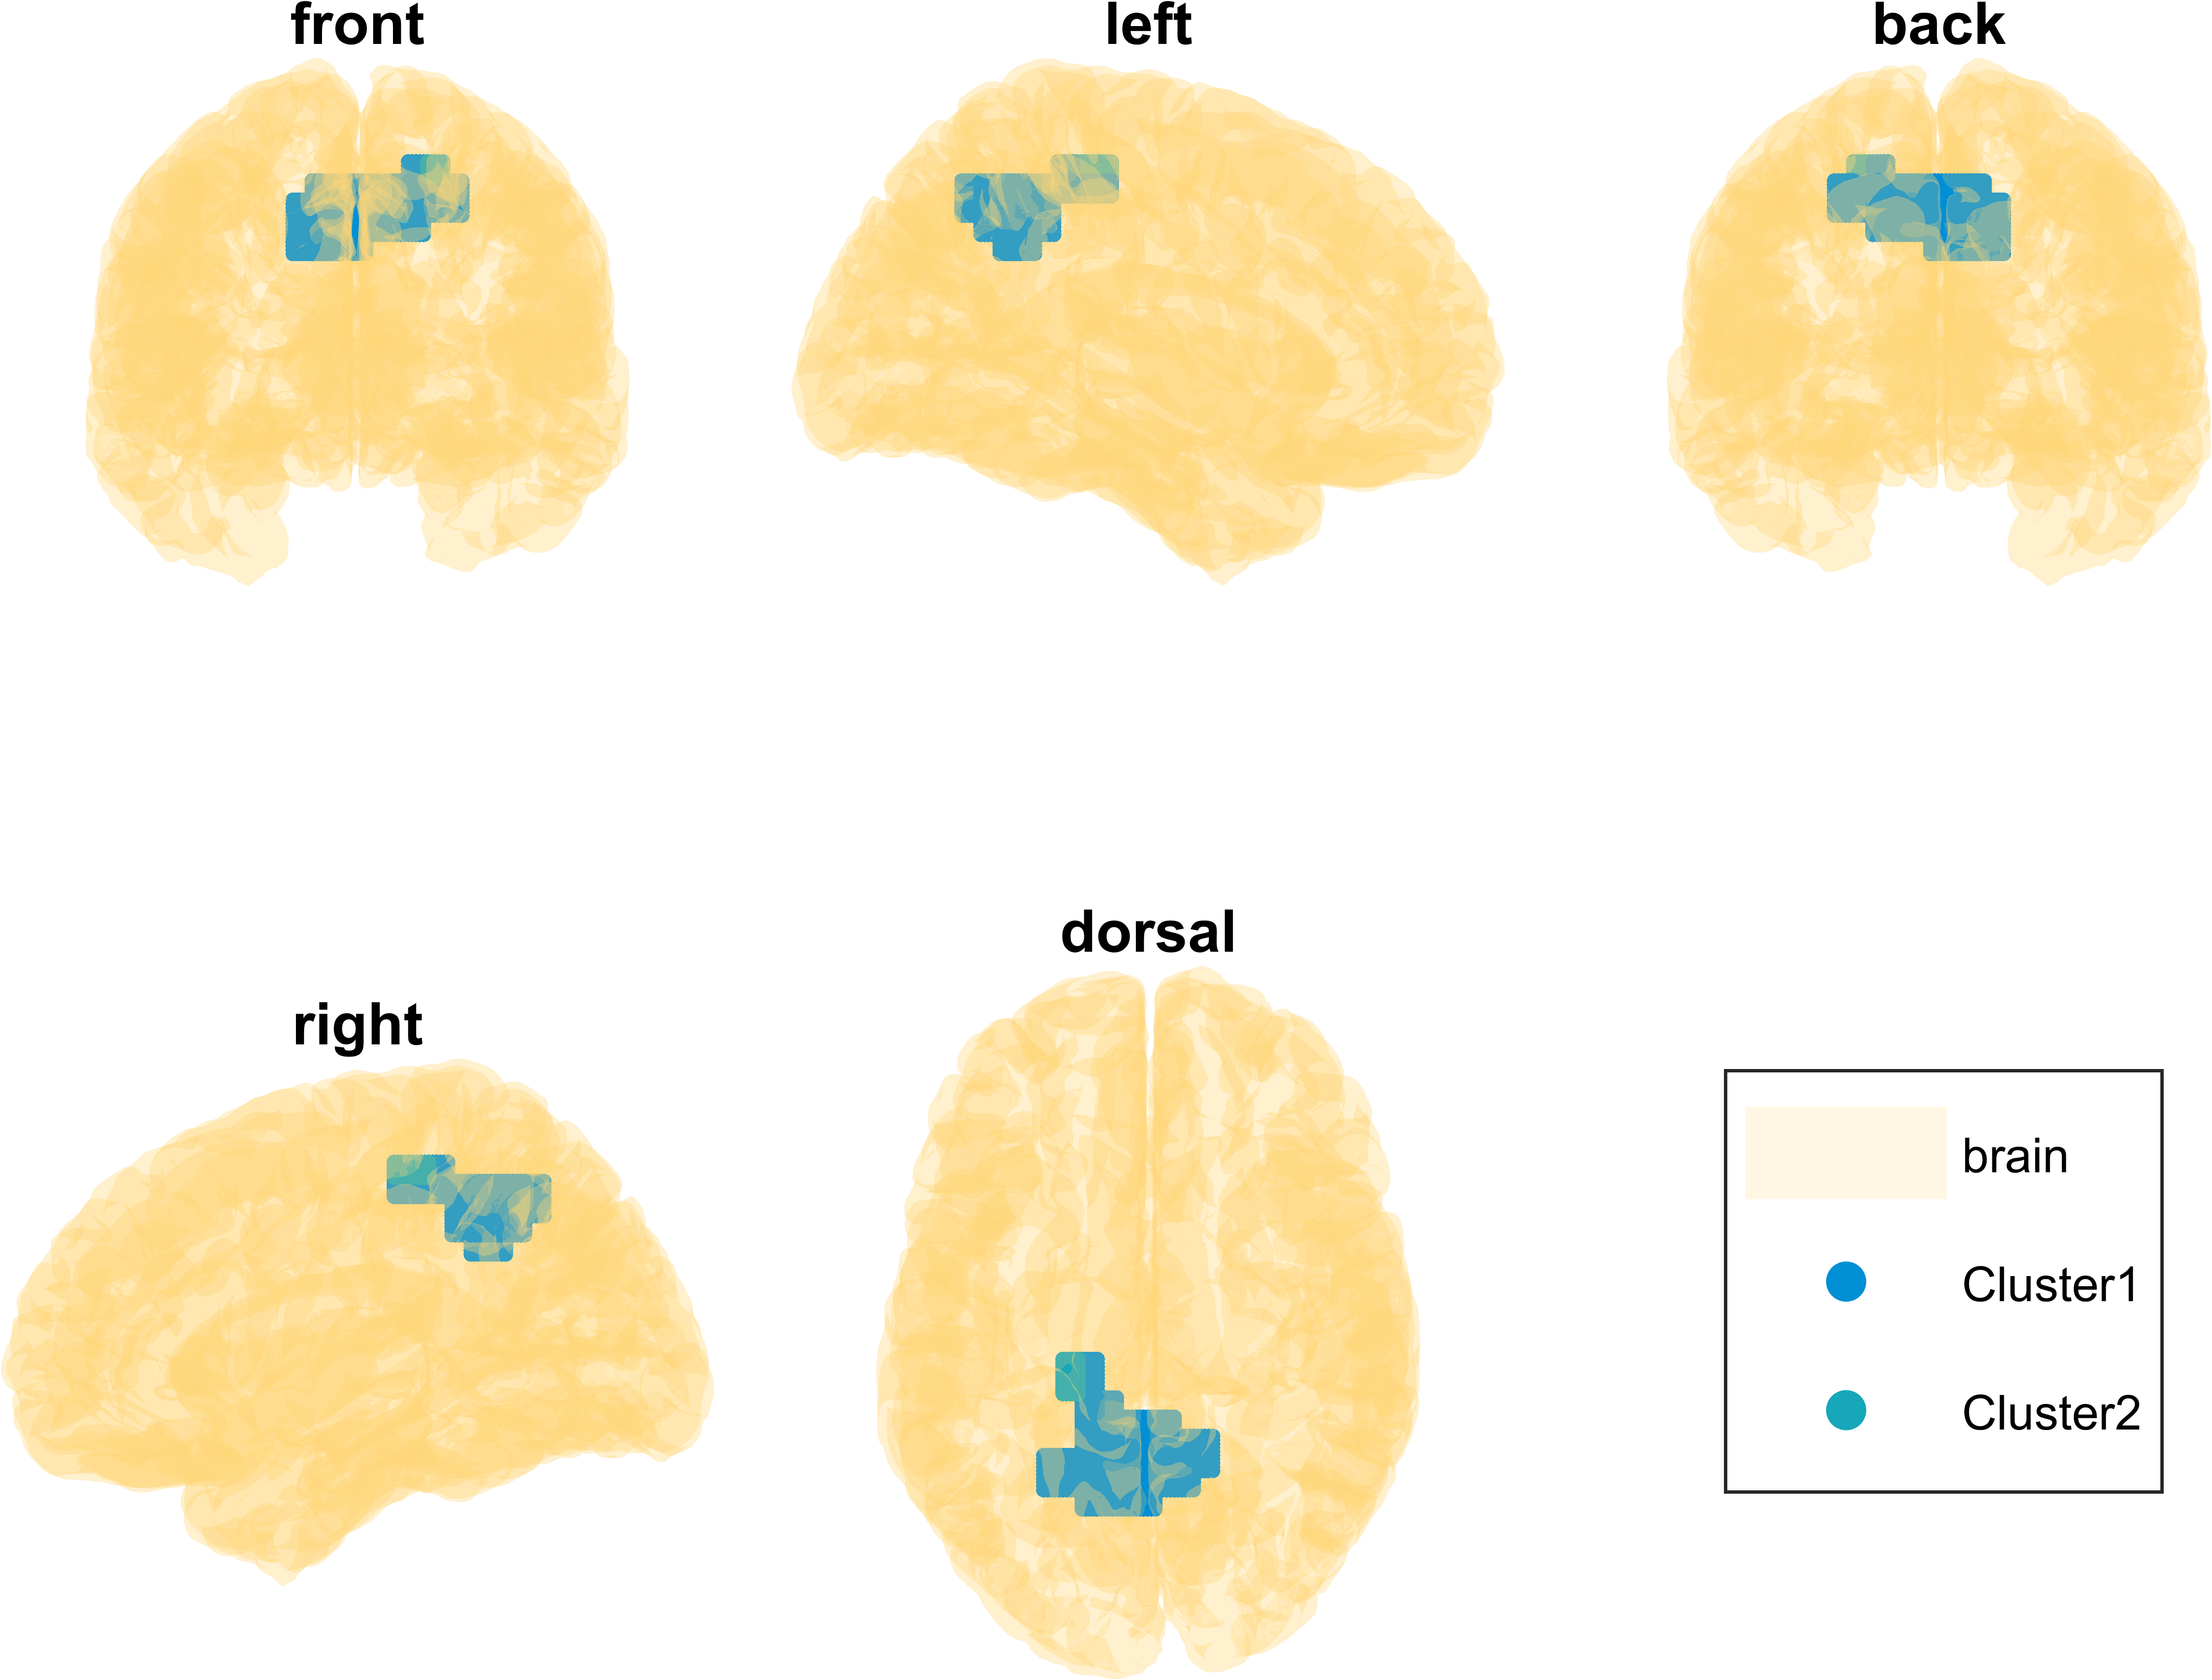 front
left
back
right
dorsal
brain
Cluster1
Cluster2